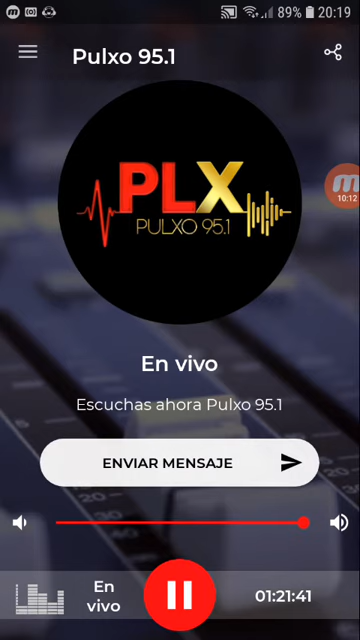 89% 20:19
Pulxo 95.1
PLX
PULXO 95.1
10:12
En vivo
Escuchas ahora Pulxo 95.1
ENVIAR MENSAJE
En
vivo
01:21:41